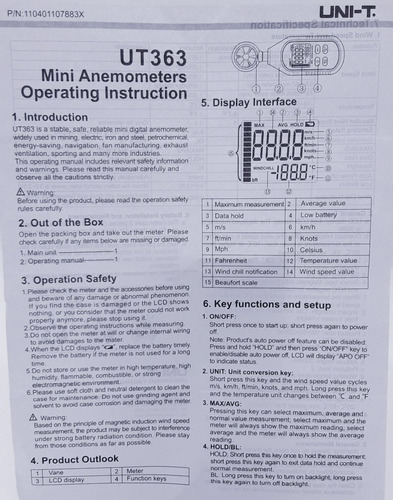 P/N:110401107883X
UNI-T.
UT363
Mini Anemometers
Operating Instruction
1. Introduction
UT363 is a stable, safe, reliable mini digital anemometer,
widely used in mining, electric, iron and steel, petrochemical,
energy-saving, navigation, fan manufacturing, exhaust
ventilation, sporting and many more industries.
This operating manual includes relevant safety information
and warnings. Please read this manual carefully and
observe all the cautions strictly.
Warning:
Before using the product, please read the operation safety
rules carefully.
2. Out of the Box
Open the packing box and take out the meter. Please
check carefully if any items below are missing or damaged.
1. Main unit 1
2. Operating manual 1
3. Operation Safety
1.Please check the meter and the accessories before using
and beware of any damage or abnormal phenomenon.
If you find the case is damaged or the LCD shows
nothing, or you consider that the meter could not work
properly anymore, please stop using it.
2.Observe the operating instructions while measuring.
3.Do not open the meter at will or change internal wiring
to avoid damages to the meter.
4.When the LCD displays " ", replace the battery timely.
Remove the battery if the meter is not used for a long
time.
5.Do not store or use the meter in high temperature, high
humidity, flammable, combustible, or strong
electromagnetic environment.
6.Please use soft cloth and neutral detergent to clean the
case for maintenance. Do not use grinding agent and
solvent to avoid case corrosion and damaging the meter.
Warning:
Based on the principle of magnetic induction wind speed
measurement, the product may be subject to interference
under strong battery radiation condition. Please stay
from those conditions as far as possible.
4. Product Outlook
1 Vane 2 Meter
3 LCD display 4 Function keys
5. Display Interface
MAX AVG HOLD
m/s
km/h
ft/min
knots
mph
WINDCHILL
°C
°F
bft
1 Maximum measurement 2 Average value
3 Data hold 4 Low battery
5 m/s 6 km/h
7 ft/min 8 Knots
9 Mph 10 Celsius
11 Fahrenheit 12 Temperature value
13 Wind chill notification 14 Wind speed value
15 Beaufort scale
6. Key functions and setup
1. ON/OFF:
Short press once to start up; short press again to power
off.
Note: Product's auto power off feature can be disabled:
Press and hold "HOLD" and then press "ON/OFF" key to
enable/disable auto power off, LCD will display "APO OFF"
to indicate status.
2. UNIT: Unit conversion key:
Short press this key and the wind speed value cycles
m/s, km/h, ft/min, knots, and mph. Long press this key
and the temperature unit changes between °C and °F
3. MAX/AVG:
Pressing this key can select maximum, average and
normal value measurement; select maximum and the
meter will always show the maximum reading; select
average and the meter will always show the average
reading.
4. HOLD/BL:
HOLD: Short press this key once to hold the measurement;
short press this key again to exit data hold and continue
normal measurement.
BL: Long press this key to turn on backlight; long press
this key again to turn off backlight.